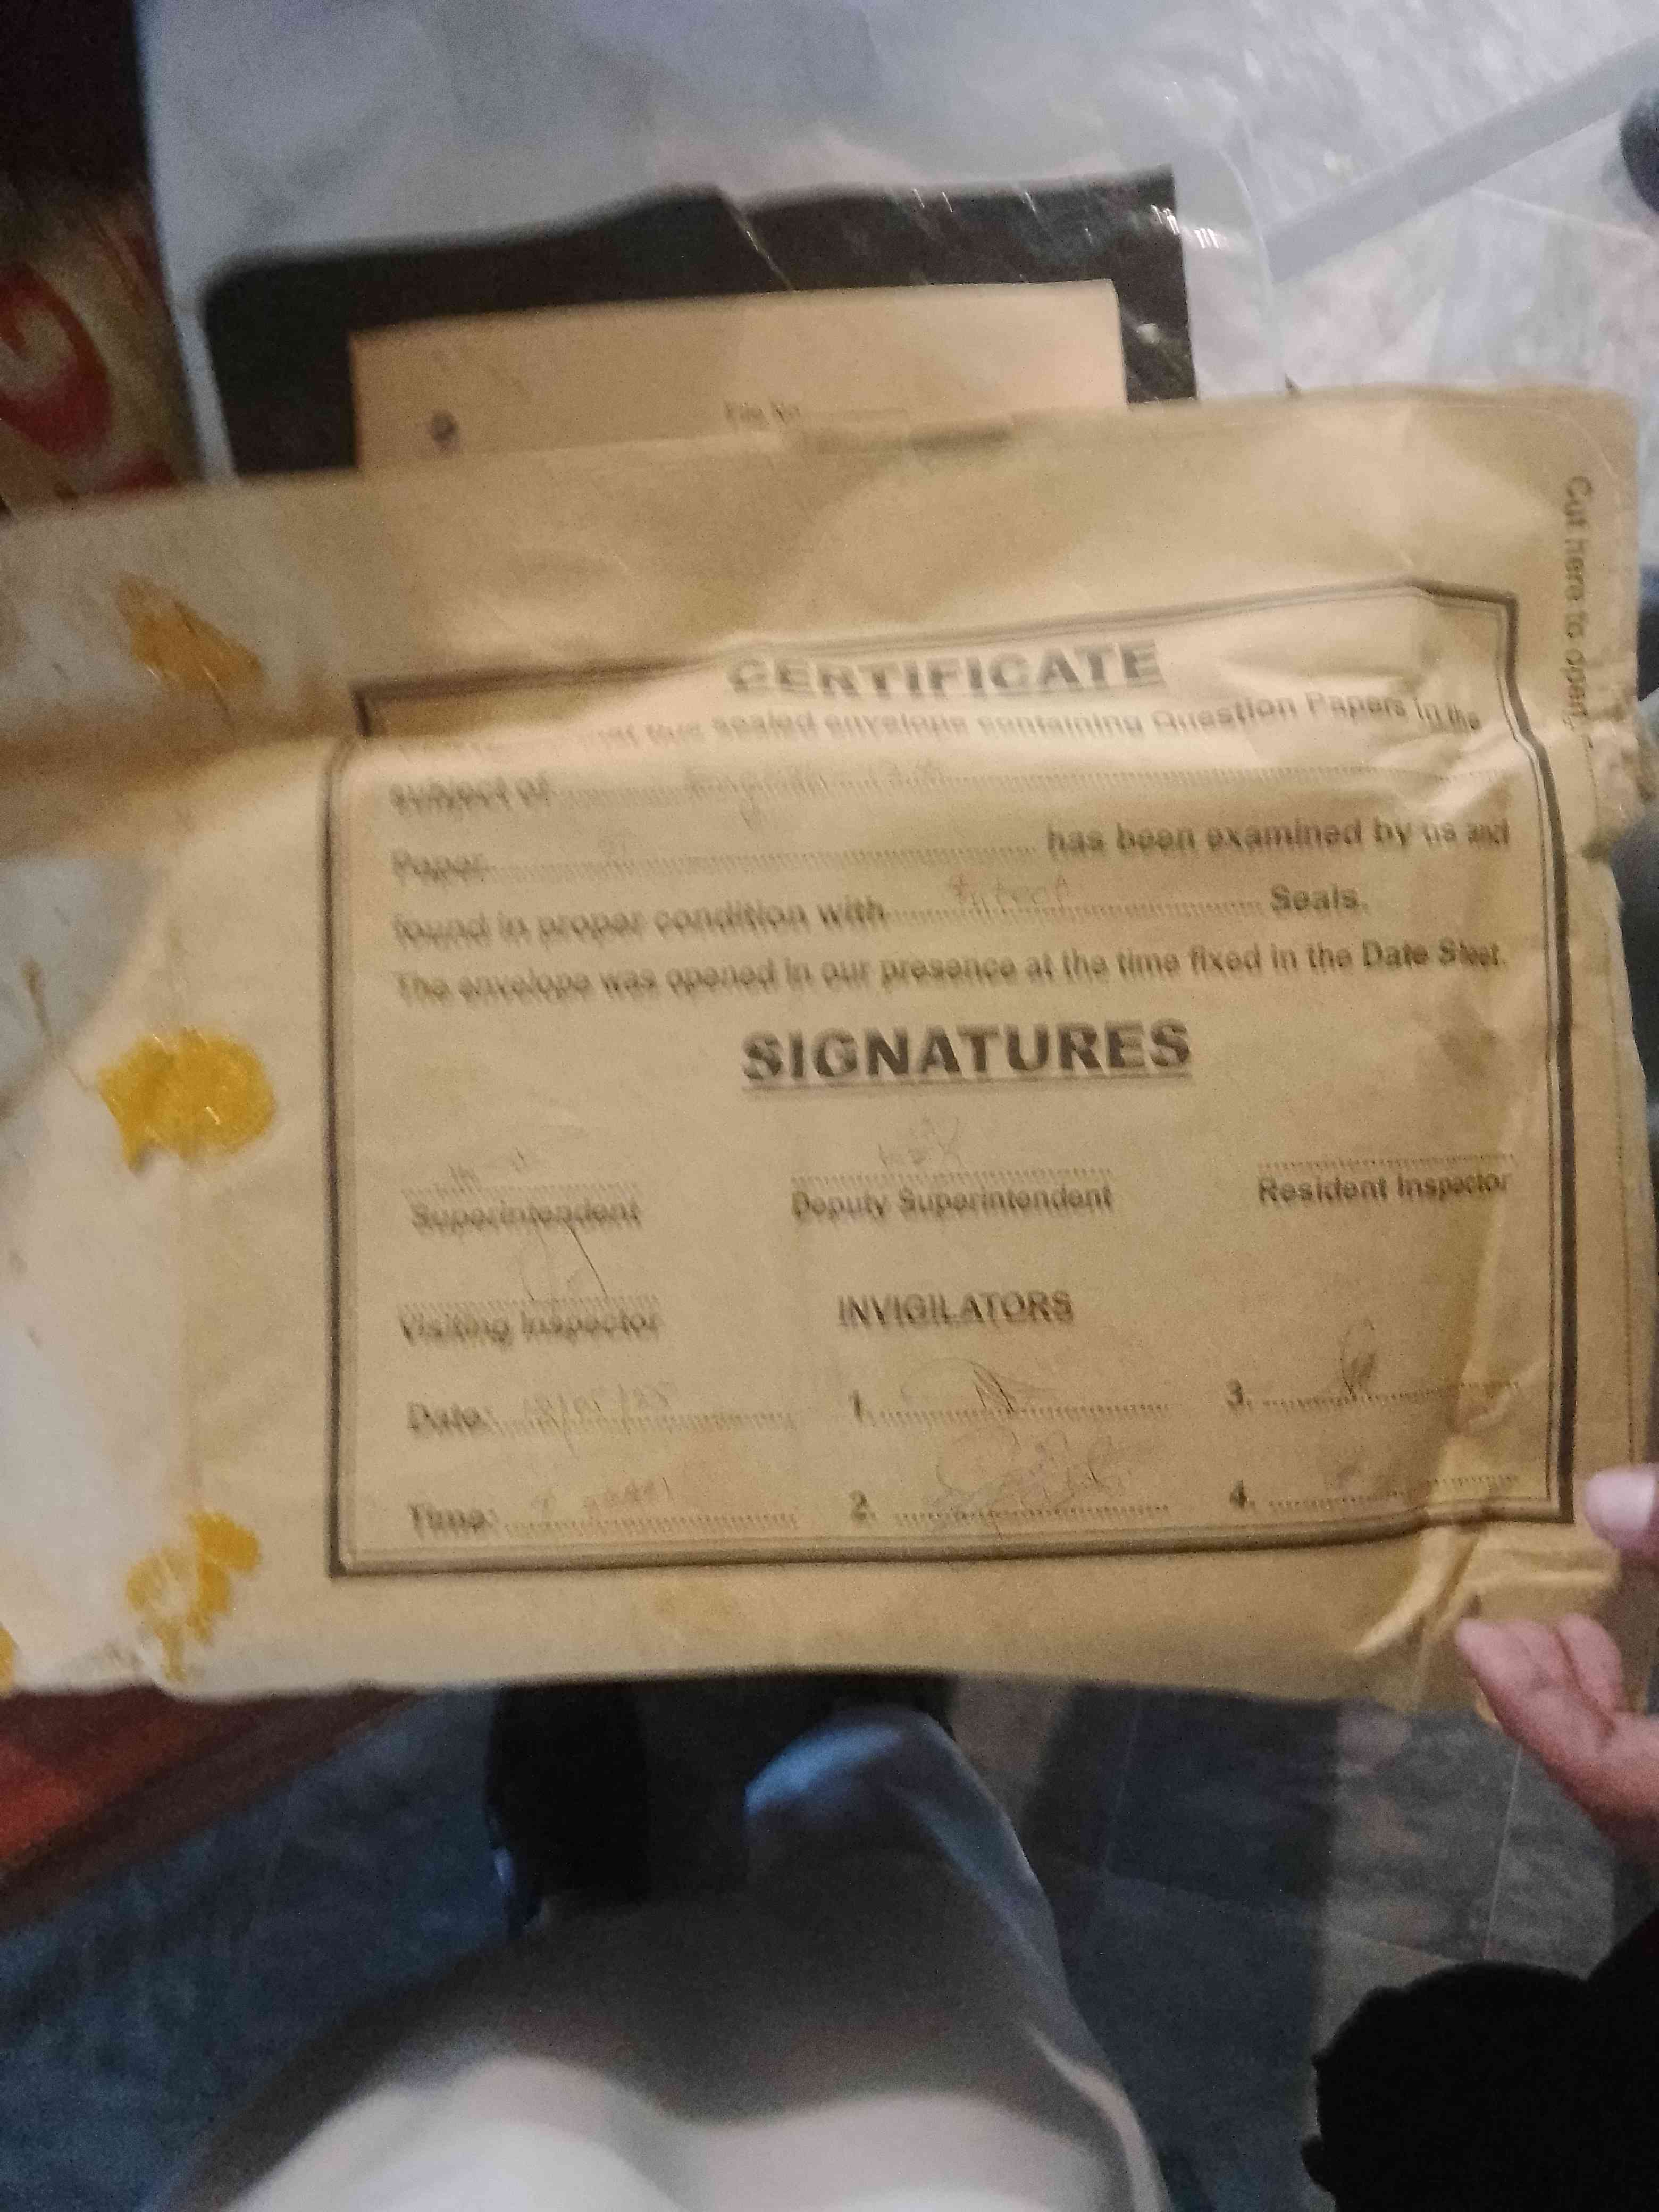 File No
Cut here to open
CERTIFICATE
that this sealed envelope containing Question Papers in the
subject of
Paper has been examined by us and
found in proper condition with Intact Seals.
The envelope was opened in our presence at the time fixed in the Date Sheet.
SIGNATURES
Superintendent Deputy Superintendent Resident Inspector
Visiting Inspector INVIGILATORS
Date: 1. 3.
Time: 2. 4.